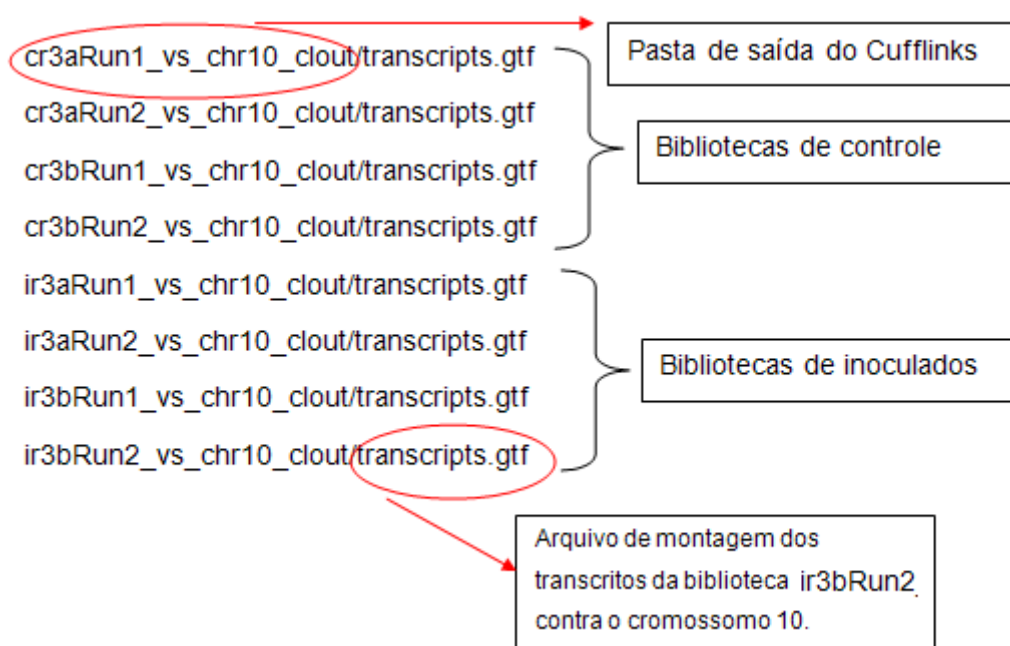 cr3aRun1_vs_chr10_clout/transcripts.gtf
Pasta de saída do Cufflinks
cr3aRun2_vs_chr10_clout/transcripts.gtf
cr3bRun1_vs_chr10_clout/transcripts.gtf
cr3bRun2_vs_chr10_clout/transcripts.gtf
Bibliotecas de controle
ir3aRun1_vs_chr10_clout/transcripts.gtf
ir3aRun2_vs_chr10_clout/transcripts.gtf
ir3bRun1_vs_chr10_clout/transcripts.gtf
ir3bRun2_vs_chr10_clout/transcripts.gtf
Bibliotecas de inoculados
Arquivo de montagem dos
transcritos da biblioteca ir3bRun2
contra o cromossomo 10.